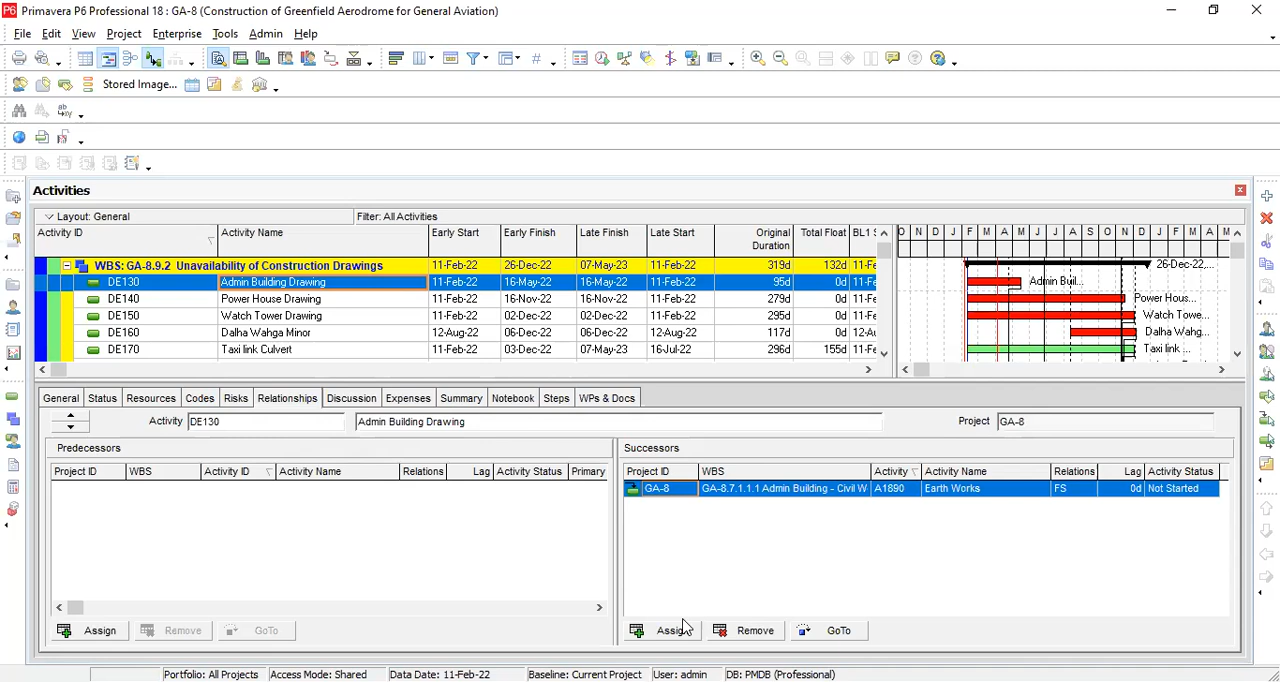 Primavera P6 Professional 18 : GA-8 (Construction of Greenfield Aerodrome for General Aviation)
File Edit View Project Enterprise Tools Admin Help
Stored Image...
Activities
Layout: General Filter: All Activities
Activity ID Activity Name Early Start Early Finish Late Finish Late Start Original Duration Total Float BL1 S O N D J F M A M J J A S O N D J F M A M
WBS: GA-8.9.2 Unavailability of Construction Drawings 11-Feb-22 26-Dec-22 07-May-23 11-Feb-22 319d 132d 11-Fe 26-Dec-22,...
DE130 Admin Building Drawing 11-Feb-22 16-May-22 16-May-22 11-Feb-22 95d 0d 11-Fe Admin Buil...
DE140 Power House Drawing 11-Feb-22 16-Nov-22 16-Nov-22 11-Feb-22 279d 0d 11-Fe Power Hous...
DE150 Watch Tower Drawing 11-Feb-22 02-Dec-22 02-Dec-22 11-Feb-22 295d 0d 11-Fe Watch Towe...
DE160 Dalha Wahga Minor 12-Aug-22 06-Dec-22 06-Dec-22 12-Aug-22 117d 0d 12-Au Dalha Wahg...
DE170 Taxi link Culvert 11-Feb-22 03-Dec-22 07-May-23 16-Jul-22 296d 155d 11-Fe Taxi link ...
General Status Resources Codes Risks Relationships Discussion Expenses Summary Notebook Steps WPs & Docs
Activity DE130 Admin Building Drawing Project GA-8
Predecessors Successors
Project ID WBS Activity ID Activity Name Relations Lag Activity Status Primary Project ID WBS Activity Activity Name Relations Lag Activity Status
GA-8 GA-8.7.1.1.1 Admin Building - Civil W A1890 Earth Works FS 0d Not Started
Assign Remove GoTo Assign Remove GoTo
Portfolio: All Projects Access Mode: Shared Data Date: 11-Feb-22 Baseline: Current Project User: admin DB: PMDB (Professional)